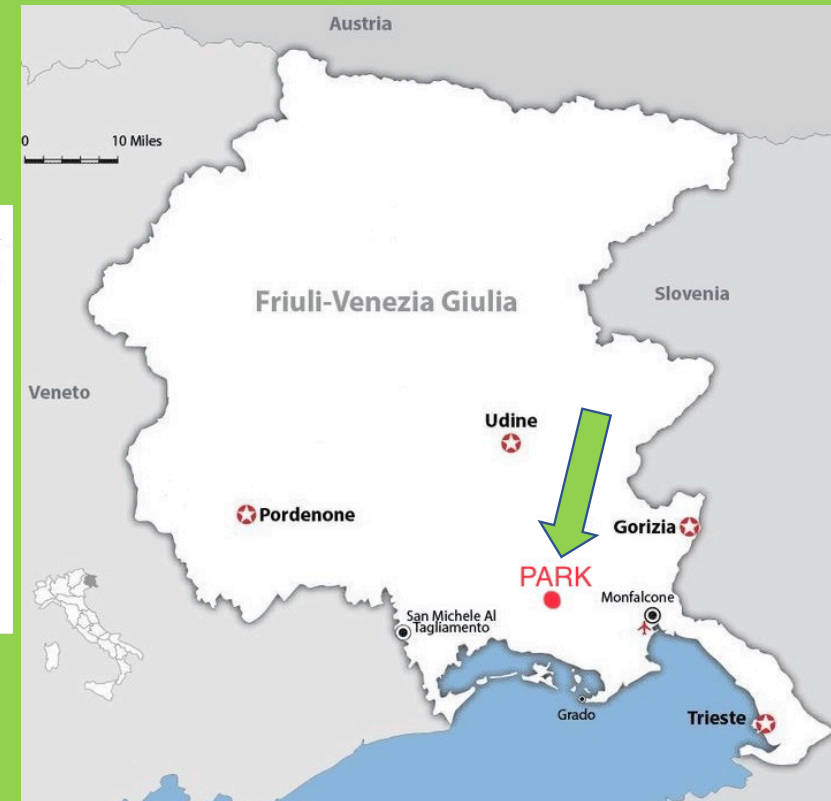 Austria
0
10 Miles
Friuli-Venezia Giulia
Slovenia
Veneto
Udine
Pordenone
Gorizia
PARK
Monfalcone
San Michele Al
Tagliamento
Grado
Trieste